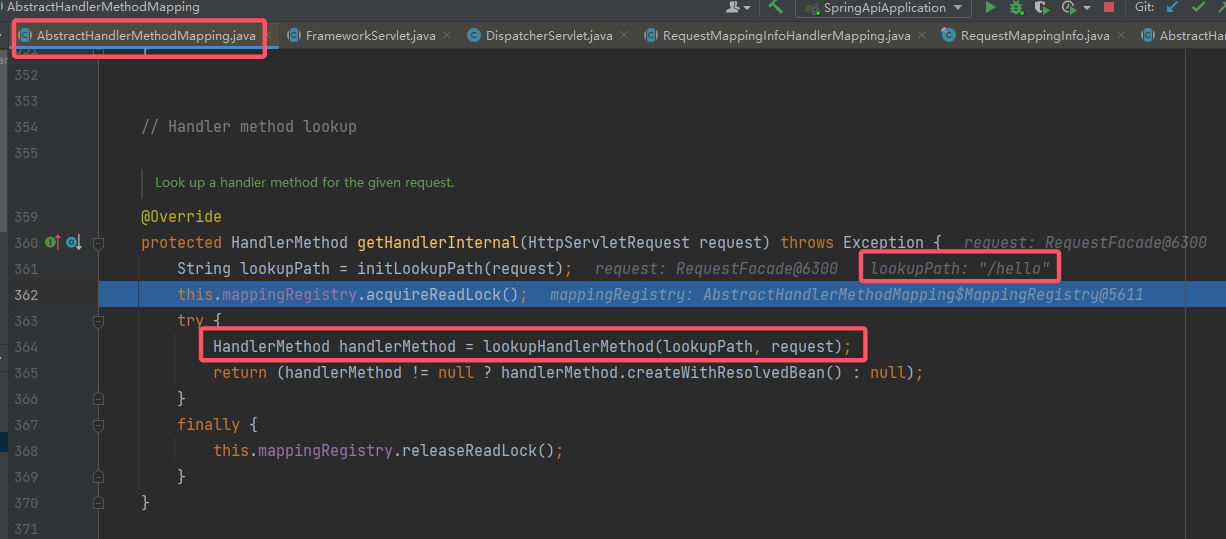 AbstractHandlerMethodMapping
SpringApiApplication
Git:
AbstractHandlerMethodMapping.java
FrameworkServlet.java
DispatcherServlet.java
RequestMappingInfoHandlerMapping.java
RequestMappingInfo.java
AbstractHan
352
353
354 // Handler method lookup
355
Look up a handler method for the given request.
359 @Override
360 protected HandlerMethod getHandlerInternal(HttpServletRequest request) throws Exception { request: RequestFacade@6300
361 String lookupPath = initLookupPath(request); request: RequestFacade@6300 lookupPath: "/hello"
362 this.mappingRegistry.acquireReadLock(); mappingRegistry: AbstractHandlerMethodMapping$MappingRegistry@5611
363 try {
364 HandlerMethod handlerMethod = lookupHandlerMethod(lookupPath, request);
365 return (handlerMethod != null ? handlerMethod.createWithResolvedBean() : null);
366 }
367 finally {
368 this.mappingRegistry.releaseReadLock();
369 }
370 }
371